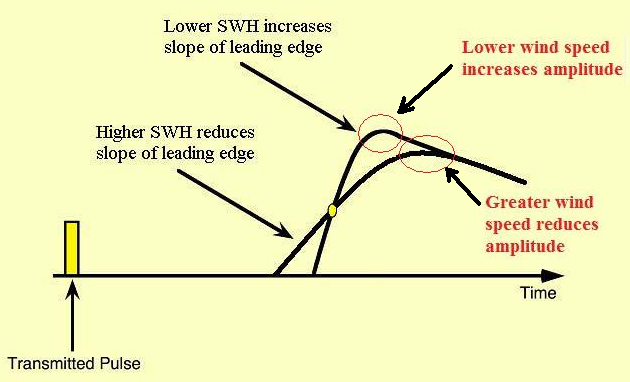 Lower SWH increases
slope of leading edge
Lower wind speed
increases amplitude
Higher SWH reduces
slope of leading edge
Greater wind
speed reduces
amplitude
Time
Transmitted Pulse